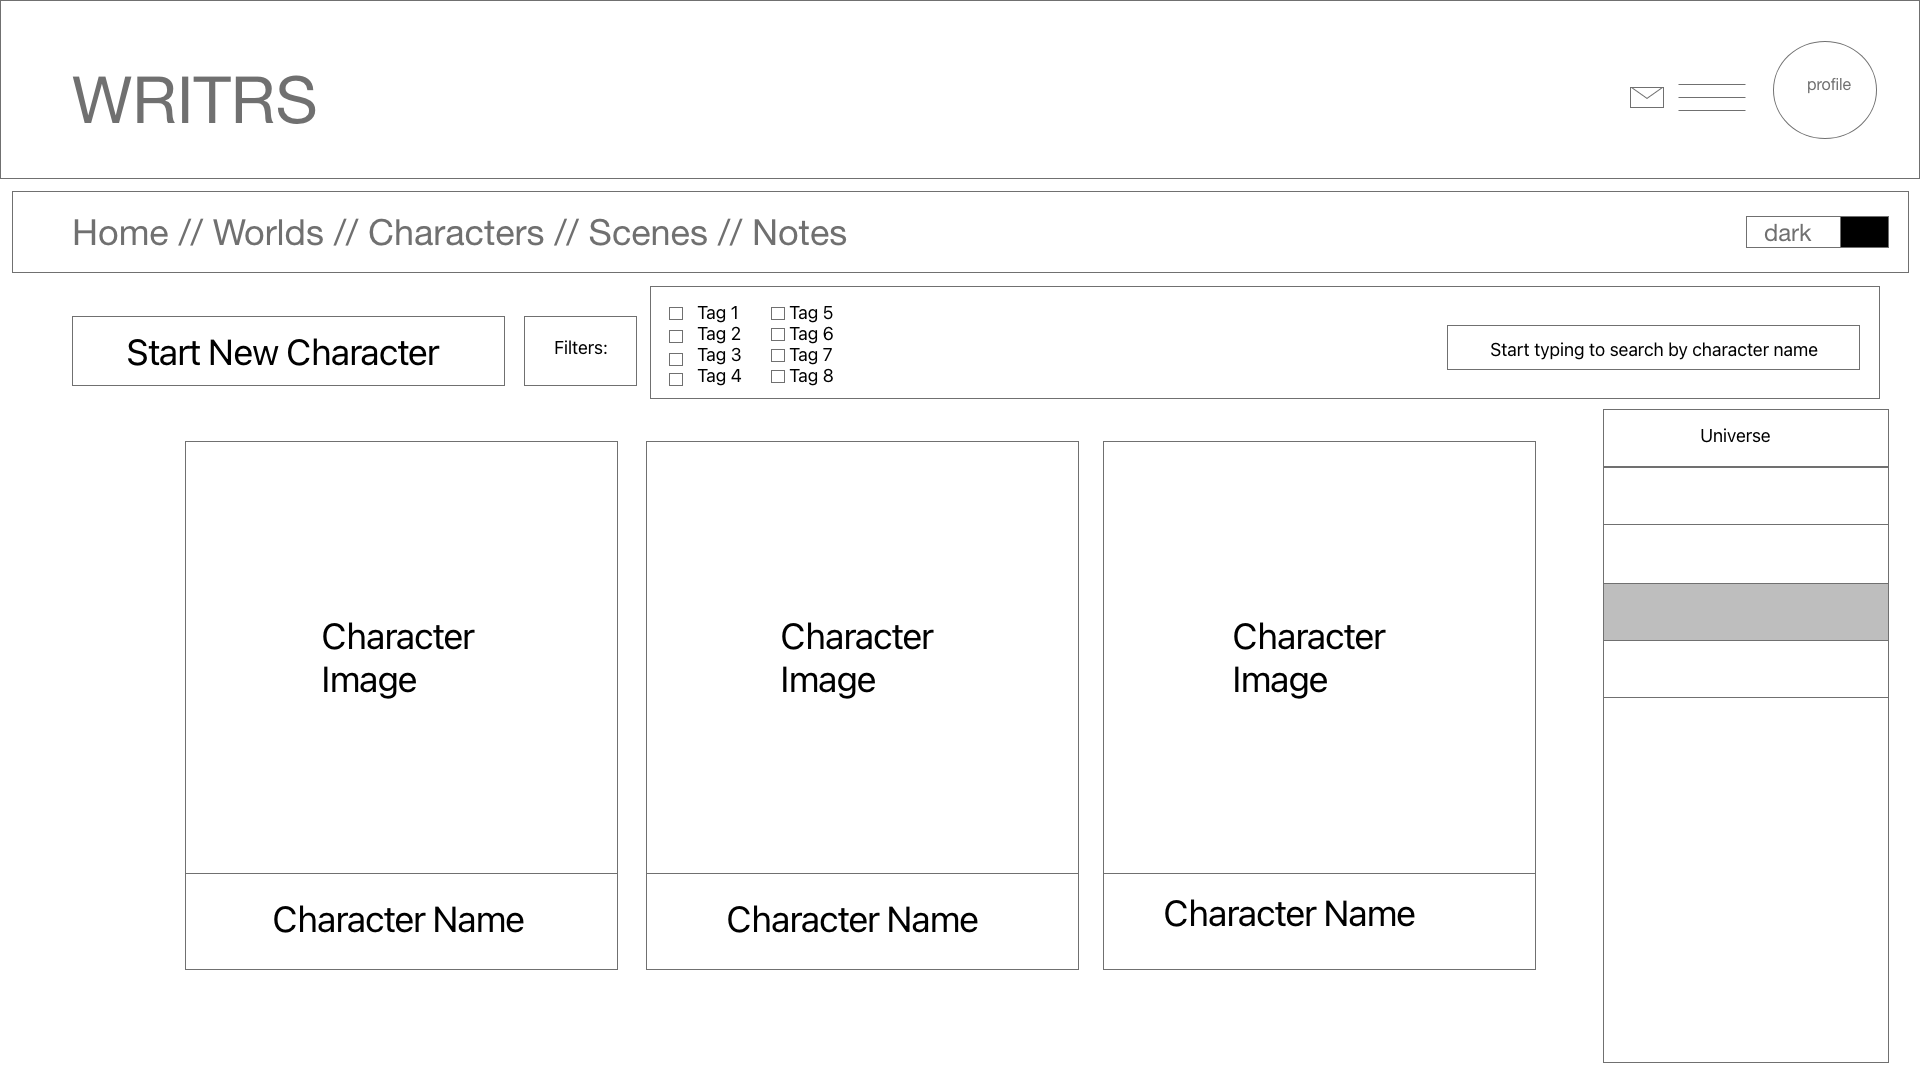 WRITRS
profile
Home // Worlds // Characters // Scenes // Notes
dark
Start New Character
Filters:
Tag 1
Tag 2
Tag 3
Tag 4
Tag 5
Tag 6
Tag 7
Tag 8
Start typing to search by character name
Universe
Character
Image
Character Name
Character
Image
Character Name
Character
Image
Character Name